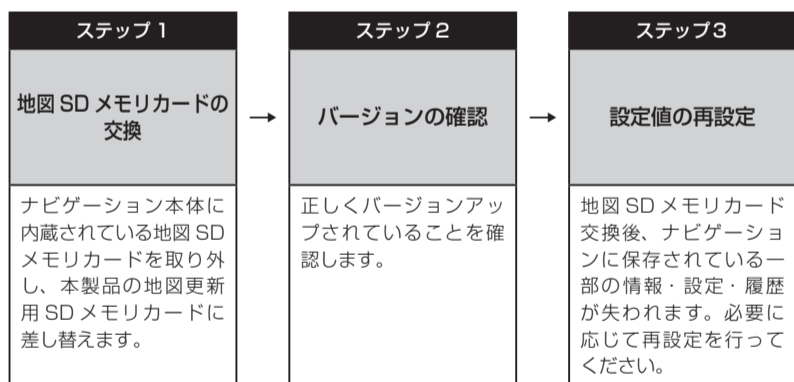 ステップ 1
地図 SD メモリカードの
交換
ナビゲーション本体に
内蔵されている地図 SD
メモリカードを取り外
し、本製品の地図更新
用 SD メモリカードに
差し替えます。
→
ステップ 2
バージョンの確認
正しくバージョンアッ
プされていることを確
認します。
→
ステップ3
設定値の再設定
地図 SD メモリカード
交換後、ナビゲーショ
ンに保存されている一
部の情報・設定・履歴
が失われます。必要に
応じて再設定を行って
ください。